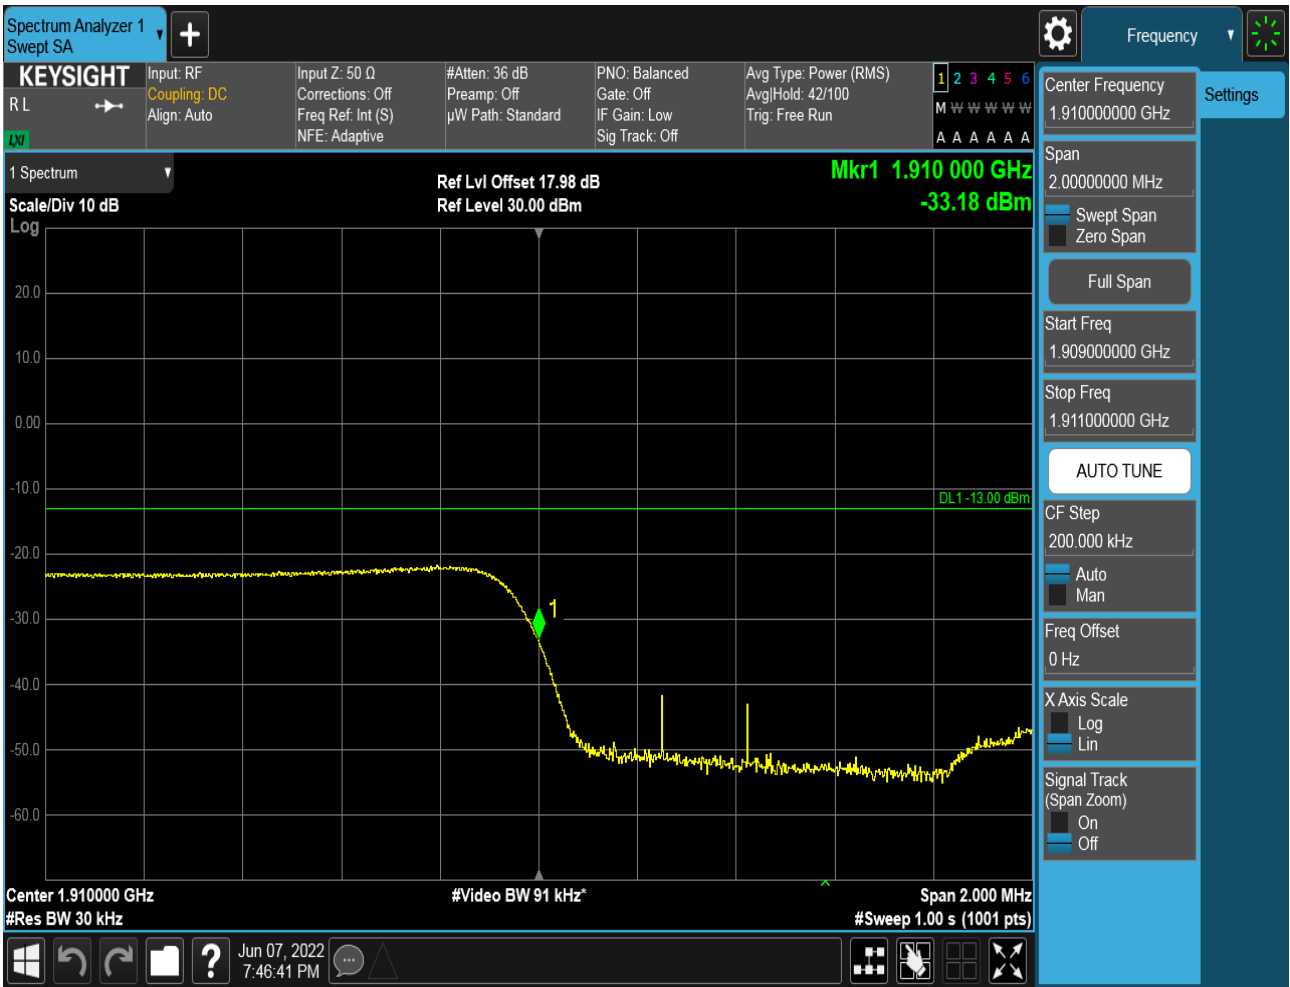 Spectrum Analyzer 1
Swept SA
Frequency
KEYSIGHT
R L
LXI
Input: RF
Coupling: DC
Align: Auto
Input Z: 50 Ω
Corrections: Off
Freq Ref: Int (S)
NFE: Adaptive
#Atten: 36 dB
Preamp: Off
µW Path: Standard
PNO: Balanced
Gate: Off
IF Gain: Low
Sig Track: Off
Avg Type: Power (RMS)
Avg|Hold: 42/100
Trig: Free Run
1 2 3 4 5 6
M W W W W W
A A A A A A
1 Spectrum
Scale/Div 10 dB
Log
Ref Lvl Offset 17.98 dB
Ref Level 30.00 dBm
Mkr1 1.910 000 GHz
-33.18 dBm
20.0
10.0
0.00
-10.0
-20.0
-30.0
-40.0
-50.0
-60.0
DL1 -13.00 dBm
1
Center 1.910000 GHz
#Res BW 30 kHz
#Video BW 91 kHz*
Span 2.000 MHz
#Sweep 1.00 s (1001 pts)
Center Frequency
1.910000000 GHz
Span
2.00000000 MHz
Swept Span
Zero Span
Full Span
Start Freq
1.909000000 GHz
Stop Freq
1.911000000 GHz
AUTO TUNE
CF Step
200.000 kHz
Auto
Man
Freq Offset
0 Hz
X Axis Scale
Log
Lin
Signal Track
(Span Zoom)
On
Off
Settings
?
Jun 07, 2022
7:46:41 PM